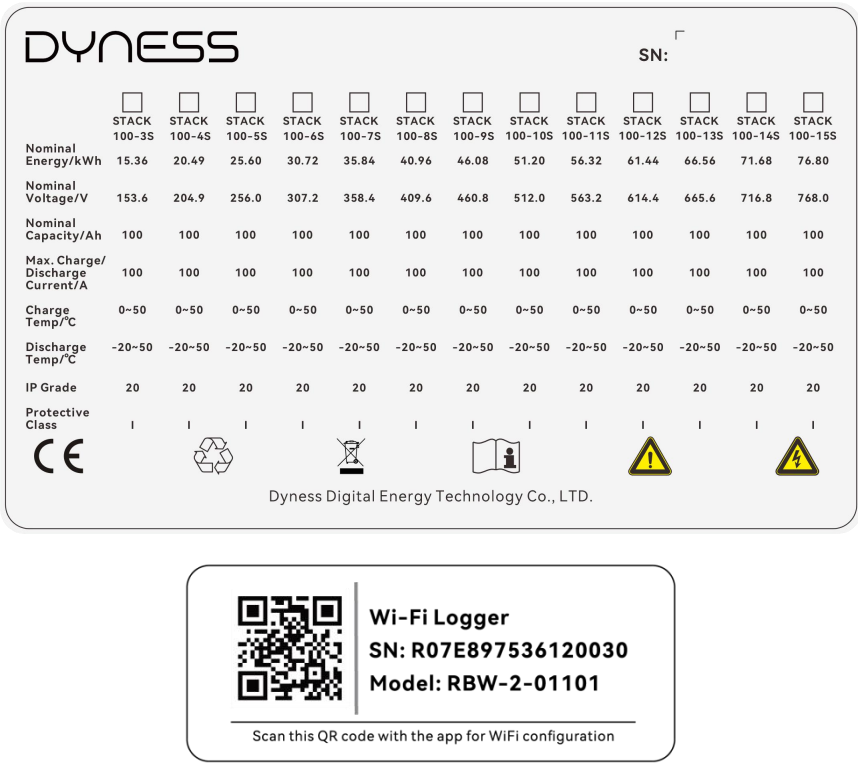 DYNESS
SN:
STACK STACK STACK STACK STACK STACK STACK STACK STACK STACK STACK STACK STACK
100-3S 100-4S 100-5S 100-6S 100-7S 100-8S 100-9S 100-10S 100-11S 100-12S 100-13S 100-14S 100-15S
Nominal
Energy/kWh 15.36 20.49 25.60 30.72 35.84 40.96 46.08 51.20 56.32 61.44 66.56 71.68 76.80
Nominal
Voltage/V 153.6 204.9 256.0 307.2 358.4 409.6 460.8 512.0 563.2 614.4 665.6 716.8 768.0
Nominal
Capacity/Ah 100 100 100 100 100 100 100 100 100 100 100 100 100
Max. Charge/
Discharge 100 100 100 100 100 100 100 100 100 100 100 100 100
Current/A
Charge 0~50 0~50 0~50 0~50 0~50 0~50 0~50 0~50 0~50 0~50 0~50 0~50 0~50
Temp/℃
Discharge -20~50 -20~50 -20~50 -20~50 -20~50 -20~50 -20~50 -20~50 -20~50 -20~50 -20~50 -20~50 -20~50
Temp/℃
IP Grade 20 20 20 20 20 20 20 20 20 20 20 20 20
Protective
Class I I I I I I I I I I I I I
CE
Dyness Digital Energy Technology Co., LTD.
Wi-Fi Logger
SN: R07E897536120030
Model: RBW-2-01101
Scan this QR code with the app for WiFi configuration